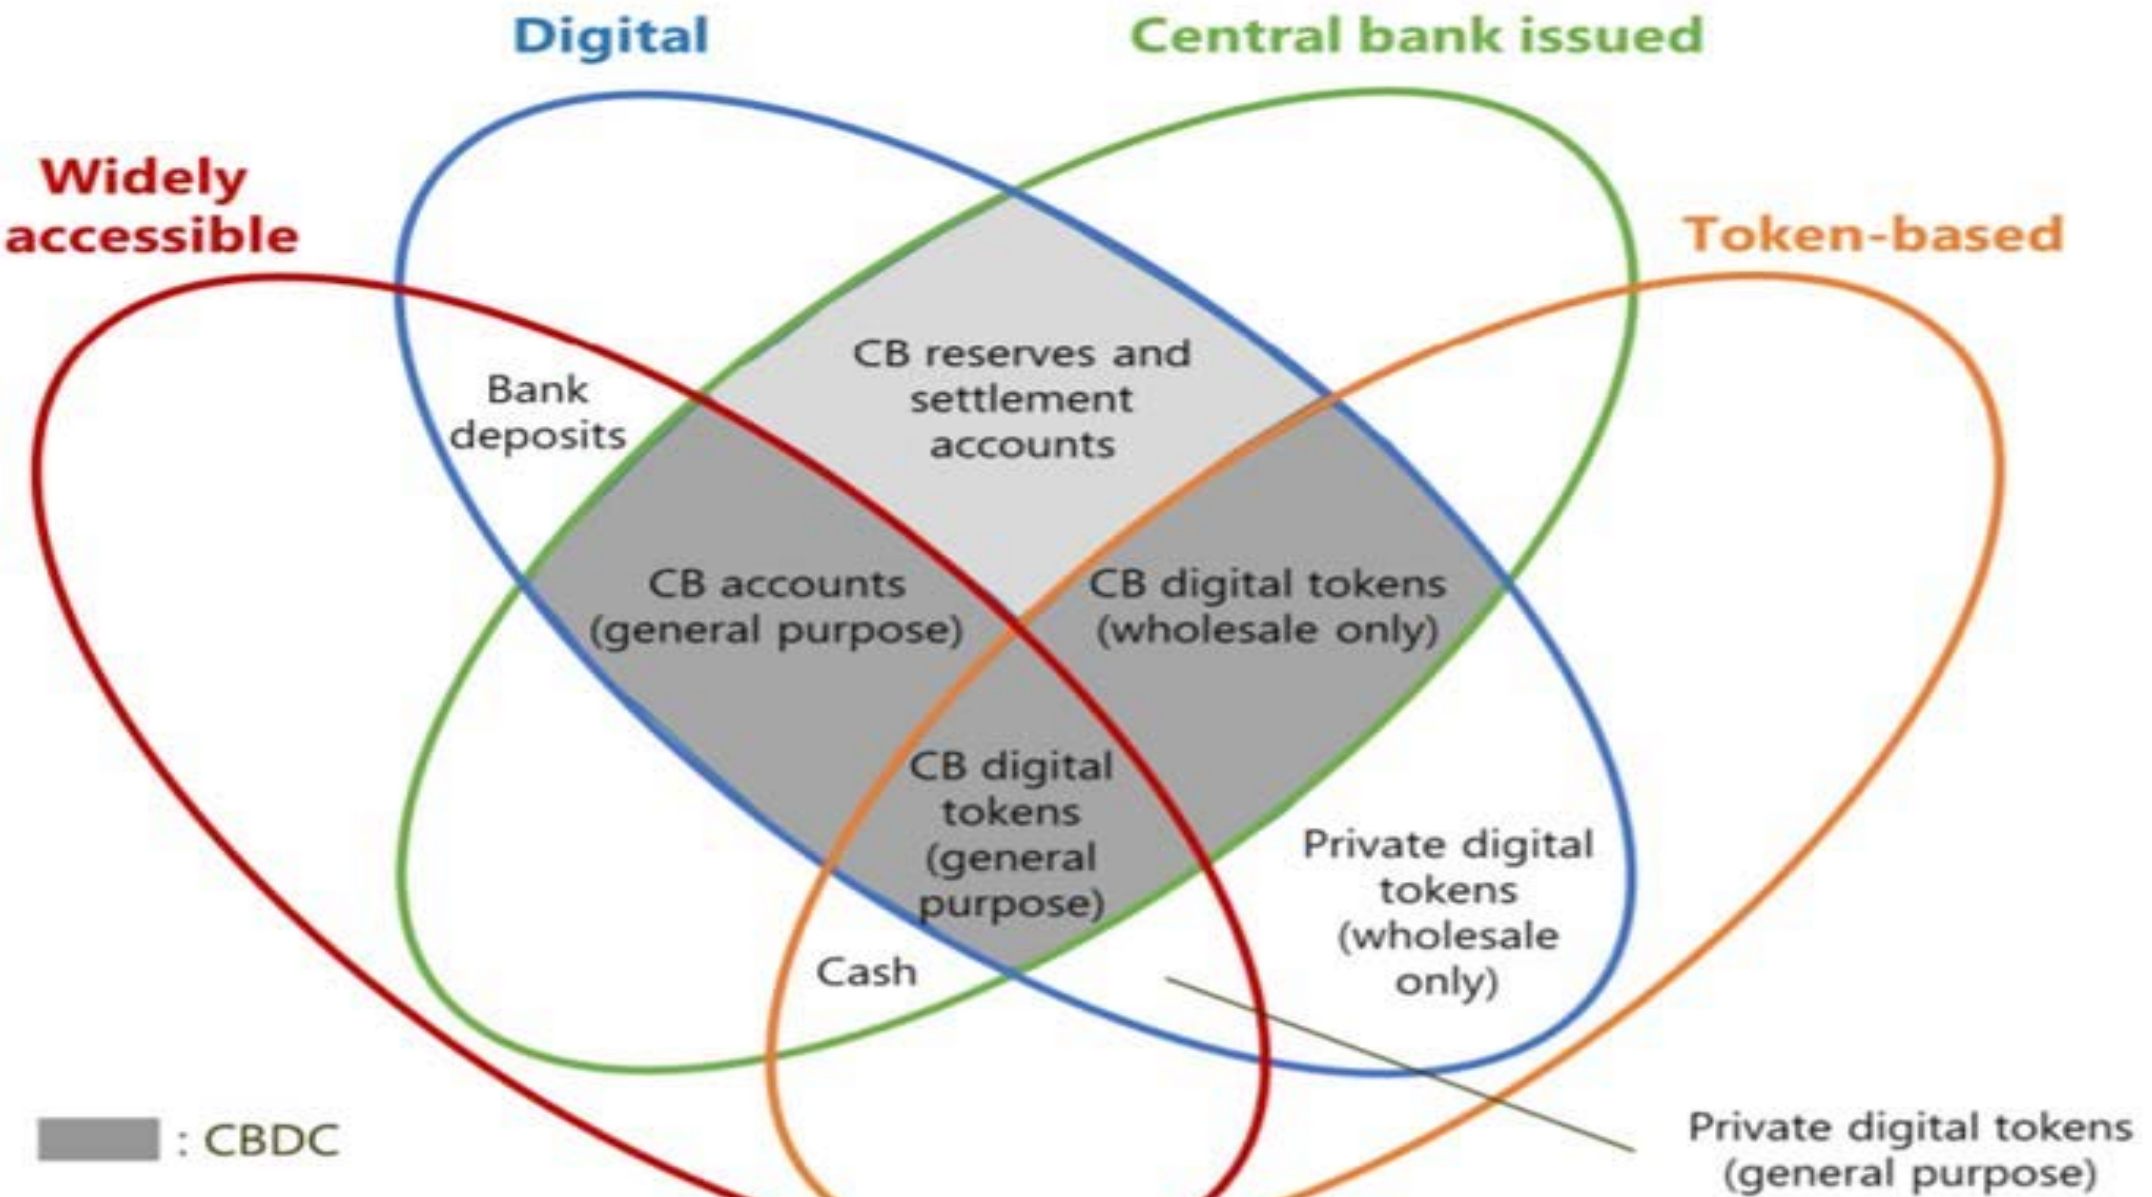 Digital
Central bank issued
Widely
accessible
Token-based
CB reserves and
settlement
accounts
Bank
deposits
CB accounts
(general purpose)
CB digital tokens
(wholesale only)
CB digital
tokens
(general
purpose)
Private digital
tokens
(wholesale
only)
Cash
: CBDC
Private digital tokens
(general purpose)